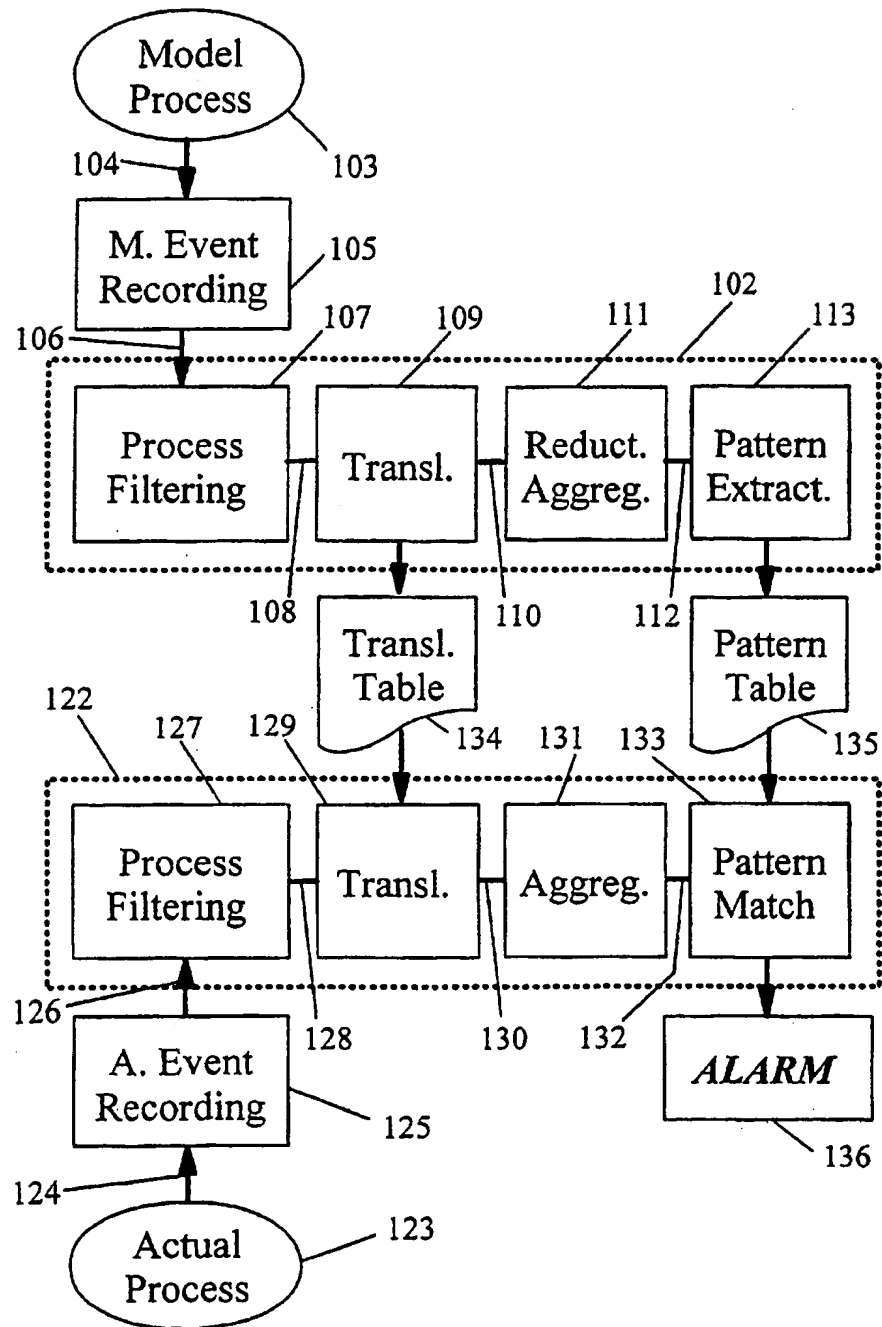 Model
Process
104
103
M. Event
Recording
105
102
106
107
109
111
113
Process
Filtering
Transl.
Reduct.
Aggreg.
Pattern
Extract.
108
110
112
Transl.
Table
Pattern
Table
122
127
129
134
131
133
135
Process
Filtering
Transl.
Aggreg.
Pattern
Match
126
128
130
132
A. Event
Recording
125
ALARM
136
124
Actual
Process
123